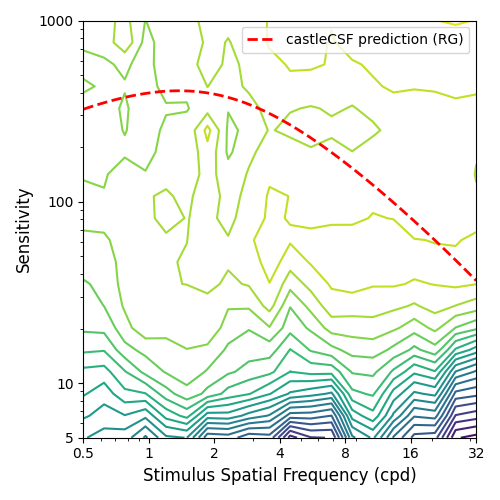 1000
castleCSF prediction (RG)
100
10
5
Sensitivity
0.5 1 2 4 8 16 32
Stimulus Spatial Frequency (cpd)